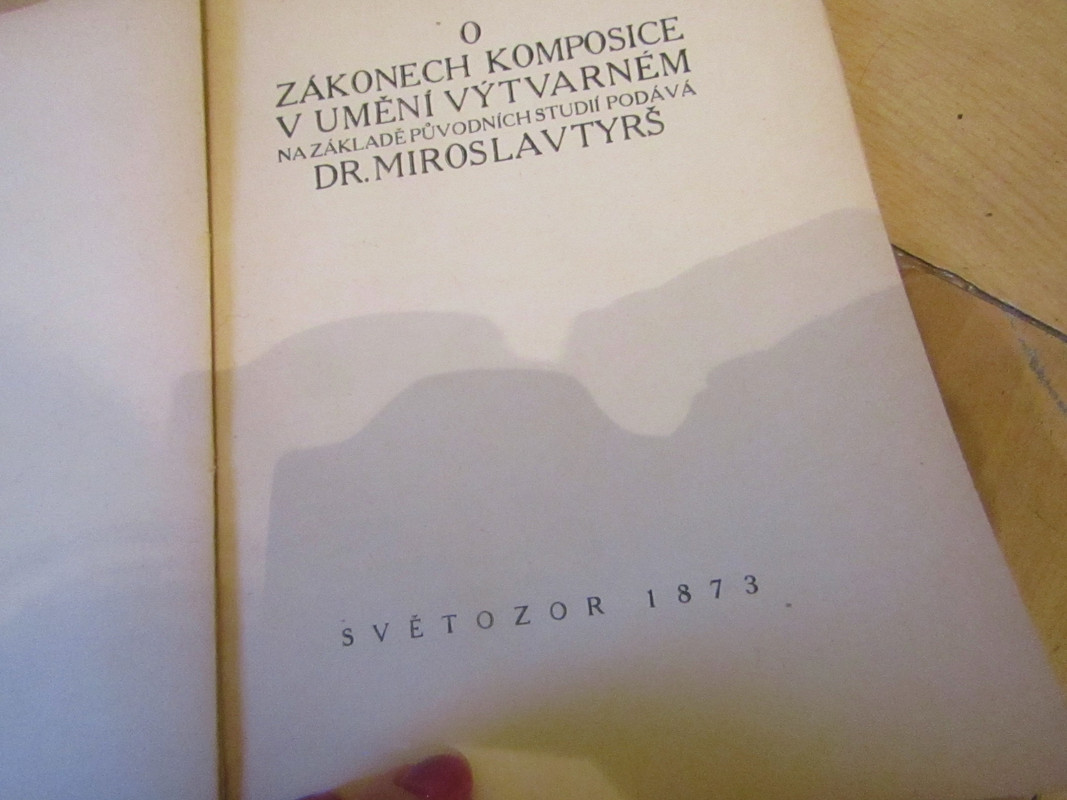 O
ZÁKONECH KOMPOSICE
V UMĚNÍ VÝTVARNÉM
NA ZÁKLADĚ PŮVODNÍCH STUDIÍ PODÁVÁ
DR. MIROSLAV TYRŠ
SVĚTOZOR 1873